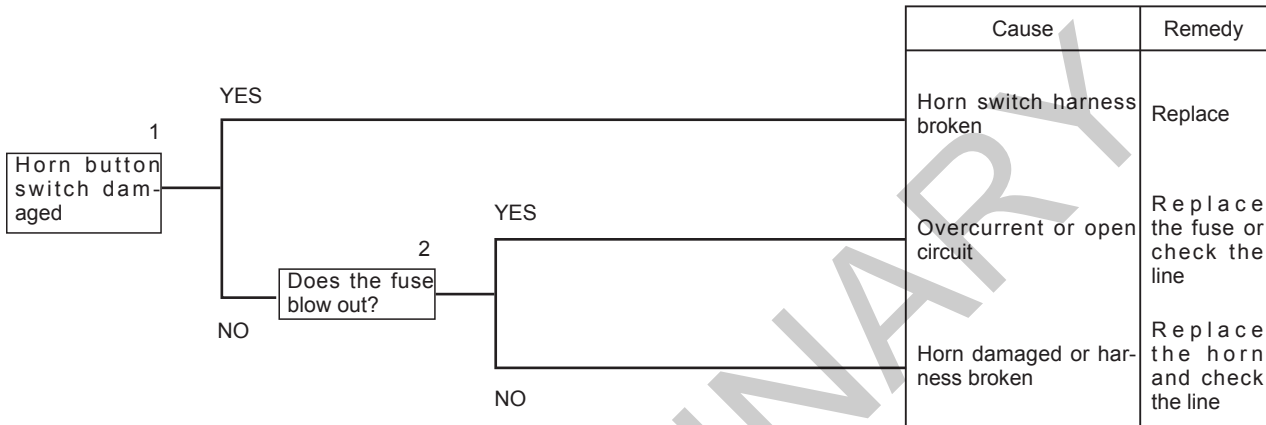 Cause
Remedy
YES
1
Horn button
switch dam-
aged
Horn switch harness
broken
Replace
YES
2
Does the fuse
blow out?
NO
Overcurrent or open
circuit
Replace
the fuse or
check the
line
NO
Horn damaged or har-
ness broken
Replace
the horn
and check
the line
INARY